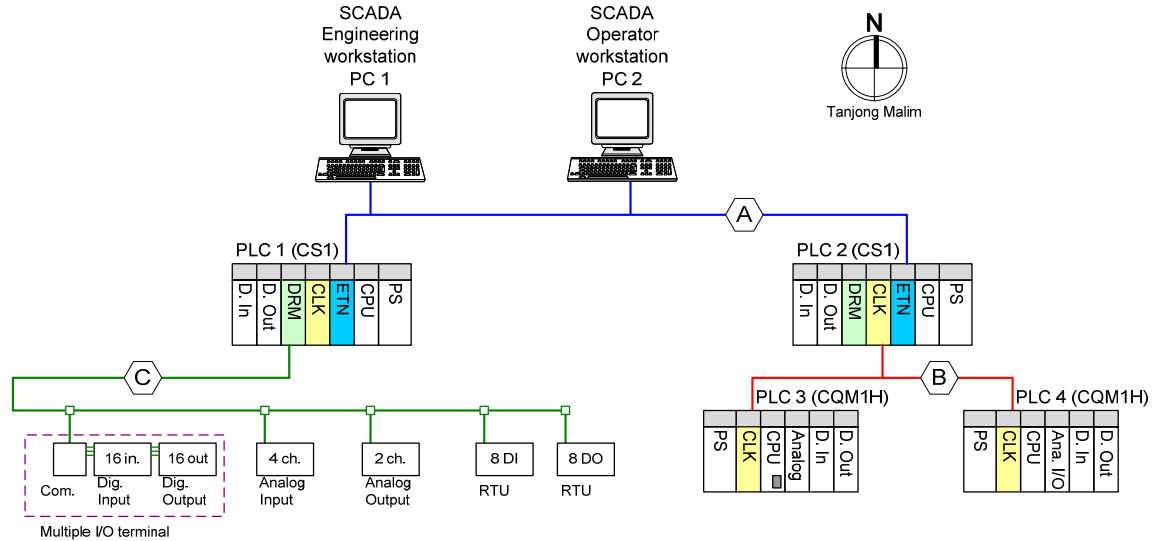 SCADA
Engineering
workstation
PC 1
SCADA
Operator
workstation
PC 2
N
Tanjong Malim
A
PLC 1 (CS1)
D. In
D. Out
DRM
CLK
ETN
CPU
PS
PLC 2 (CS1)
D. In
D. Out
DRM
CLK
ETN
CPU
PS
C
B
PLC 3 (CQM1H)
PS
CLK
CPU
Analog
D. In
D. Out
PLC 4 (CQM1H)
PS
CLK
CPU
Ana. I/O
D. In
D. Out
Com.
16 in.
Dig.
Input
16 out
Dig.
Output
Multiple I/O terminal
4 ch.
Analog
Input
2 ch.
Analog
Output
8 DI
RTU
8 DO
RTU